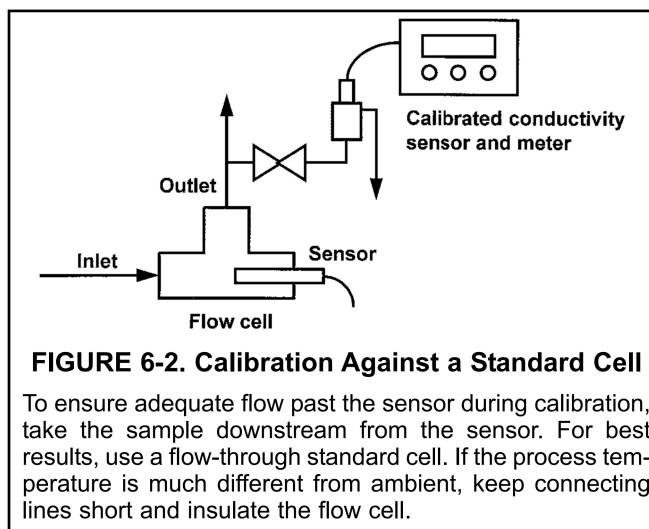 Calibrated conductivity
sensor and meter
Outlet
Inlet
Sensor
Flow cell
FIGURE 6-2. Calibration Against a Standard Cell
To ensure adequate flow past the sensor during calibration,
take the sample downstream from the sensor. For best
results, use a flow-through standard cell. If the process tem-
perature is much different from ambient, keep connecting
lines short and insulate the flow cell.